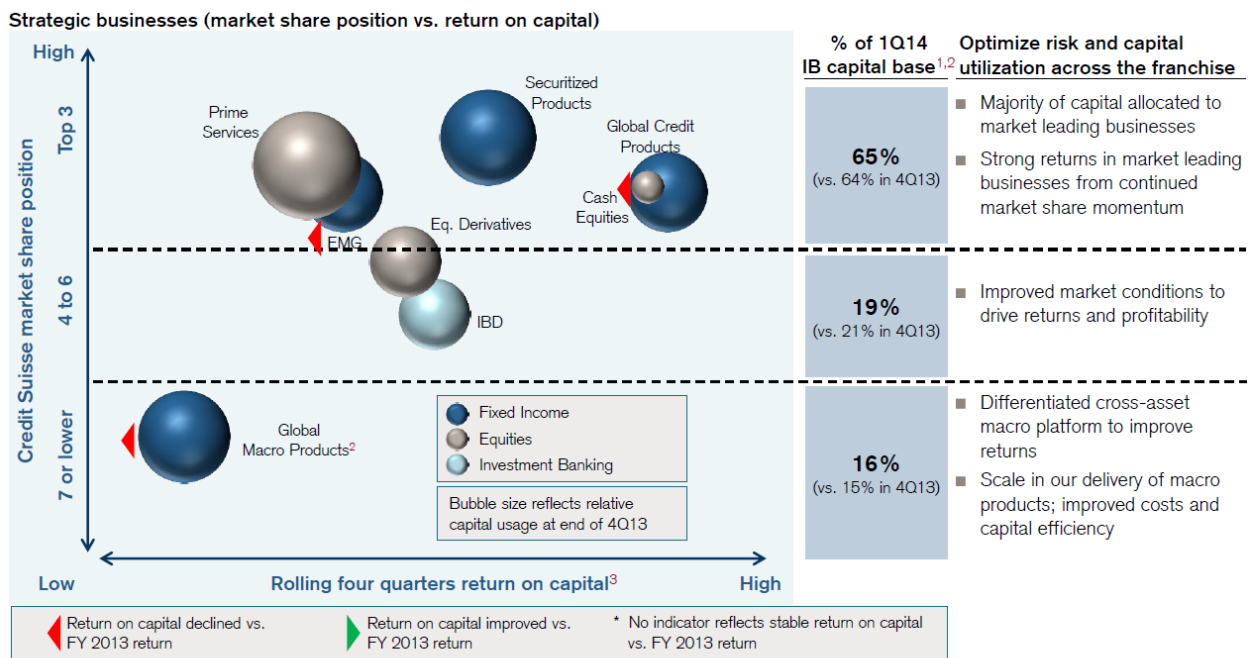 Strategic businesses (market share position vs. return on capital)
High
Credit Suisse market share position
Top 3
4 to 6
7 or lower
Prime
Services
Securitized
Products
Global Credit
Products
Cash
Equities
EMG
Eq. Derivatives
IBD
Global
Macro Products2
Fixed Income
Equities
Investment Banking
Bubble size reflects relative
capital usage at end of 4Q13
Low
Rolling four quarters return on capital3
High
Return on capital declined vs.
FY 2013 return
Return on capital improved vs.
FY 2013 return
* No indicator reflects stable return on capital
vs. FY 2013 return
% of 1Q14
IB capital base1,2
65%
(vs. 64% in 4Q13)
19%
(vs. 21% in 4Q13)
16%
(vs. 15% in 4Q13)
Optimize risk and capital
utilization across the franchise
■ Majority of capital allocated to
market leading businesses
■ Strong returns in market leading
businesses from continued
market share momentum
■ Improved market conditions to
drive returns and profitability
■ Differentiated cross-asset
macro platform to improve
returns
■ Scale in our delivery of macro
products; improved costs and
capital efficiency